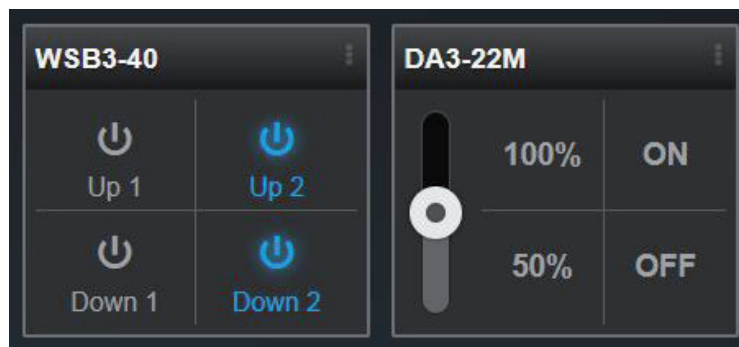 WSB3-40
Up 1
Up 2
Down 1
Down 2
DA3-22M
100%
ON
50%
OFF